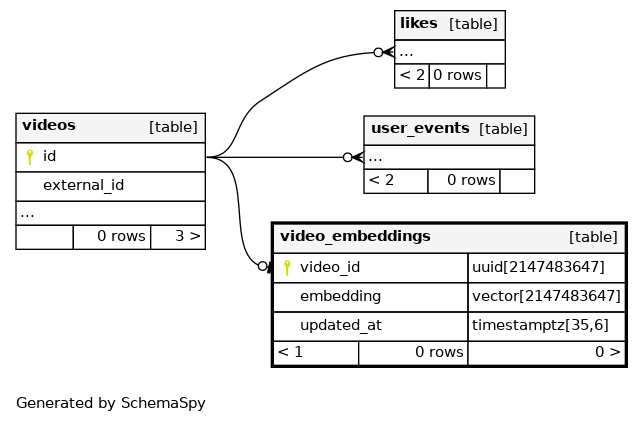 likes [table]
...
< 2 0 rows
videos [table]
id
external_id
...
0 rows 3 >
user_events [table]
...
< 2 0 rows
video_embeddings [table]
video_id uuid[2147483647]
embedding vector[2147483647]
updated_at timestamptz[35,6]
< 1 0 rows 0 >
Generated by SchemaSpy